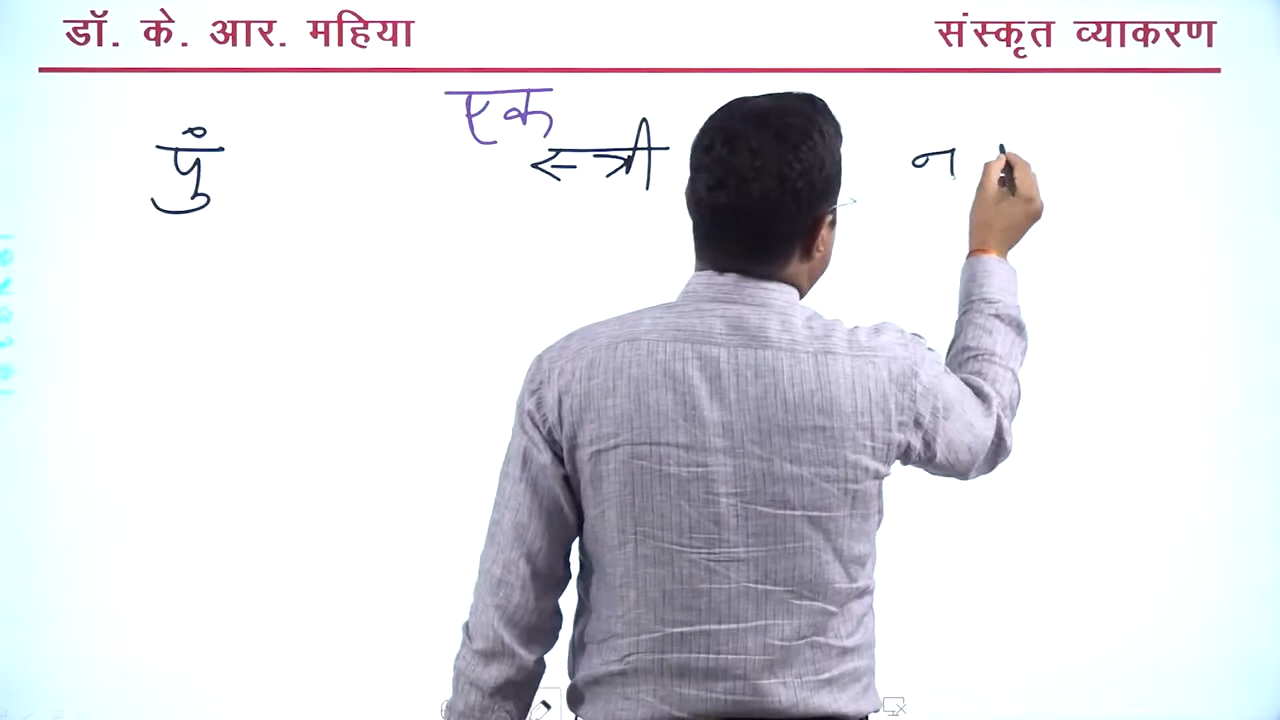 डॉ. के. आर. महिया संस्कृत व्याकरण
एक
पुं स्त्री न